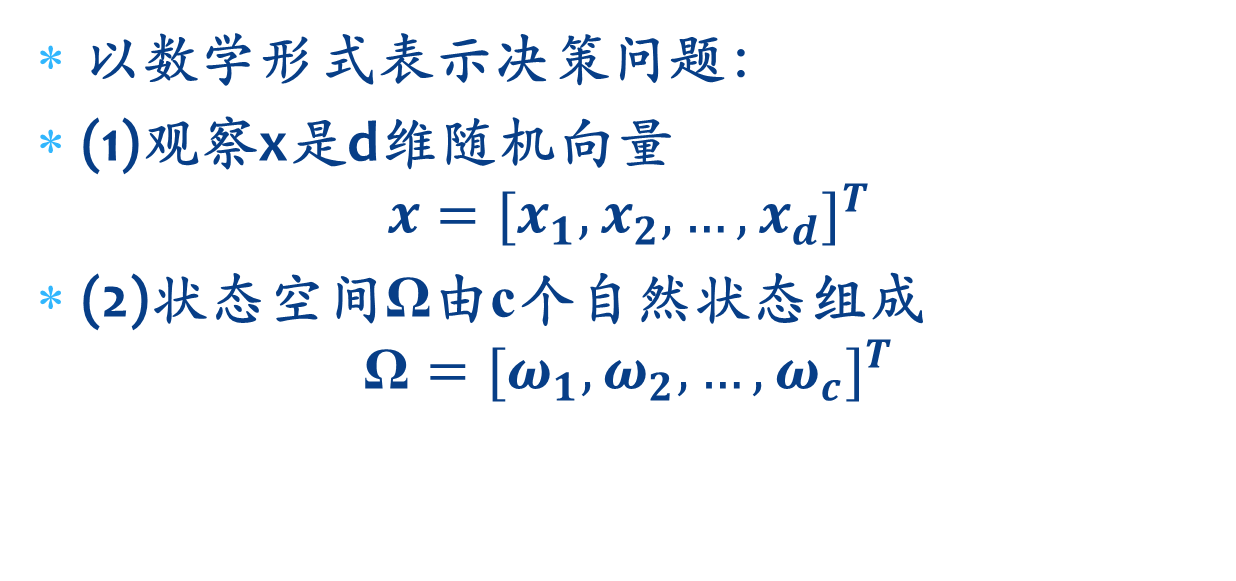 * 以数学形式表示决策问题：
* (1)观察x是d维随机向量
x = [x₁, x₂, ..., x_d]ᵀ
* (2)状态空间Ω由c个自然状态组成
Ω = [ω₁, ω₂, ..., ω_c]ᵀ